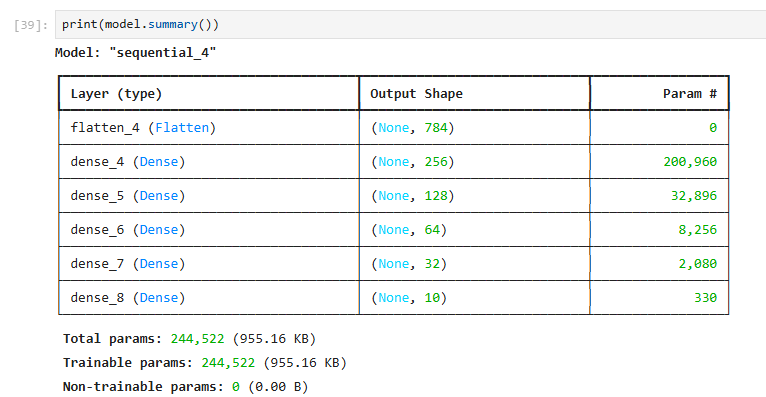 [39]: print(model.summary())
Model: "sequential_4"
Layer (type) Output Shape Param #
flatten_4 (Flatten) (None, 784) 0
dense_4 (Dense) (None, 256) 200,960
dense_5 (Dense) (None, 128) 32,896
dense_6 (Dense) (None, 64) 8,256
dense_7 (Dense) (None, 32) 2,080
dense_8 (Dense) (None, 10) 330
Total params: 244,522 (955.16 KB)
Trainable params: 244,522 (955.16 KB)
Non-trainable params: 0 (0.00 B)